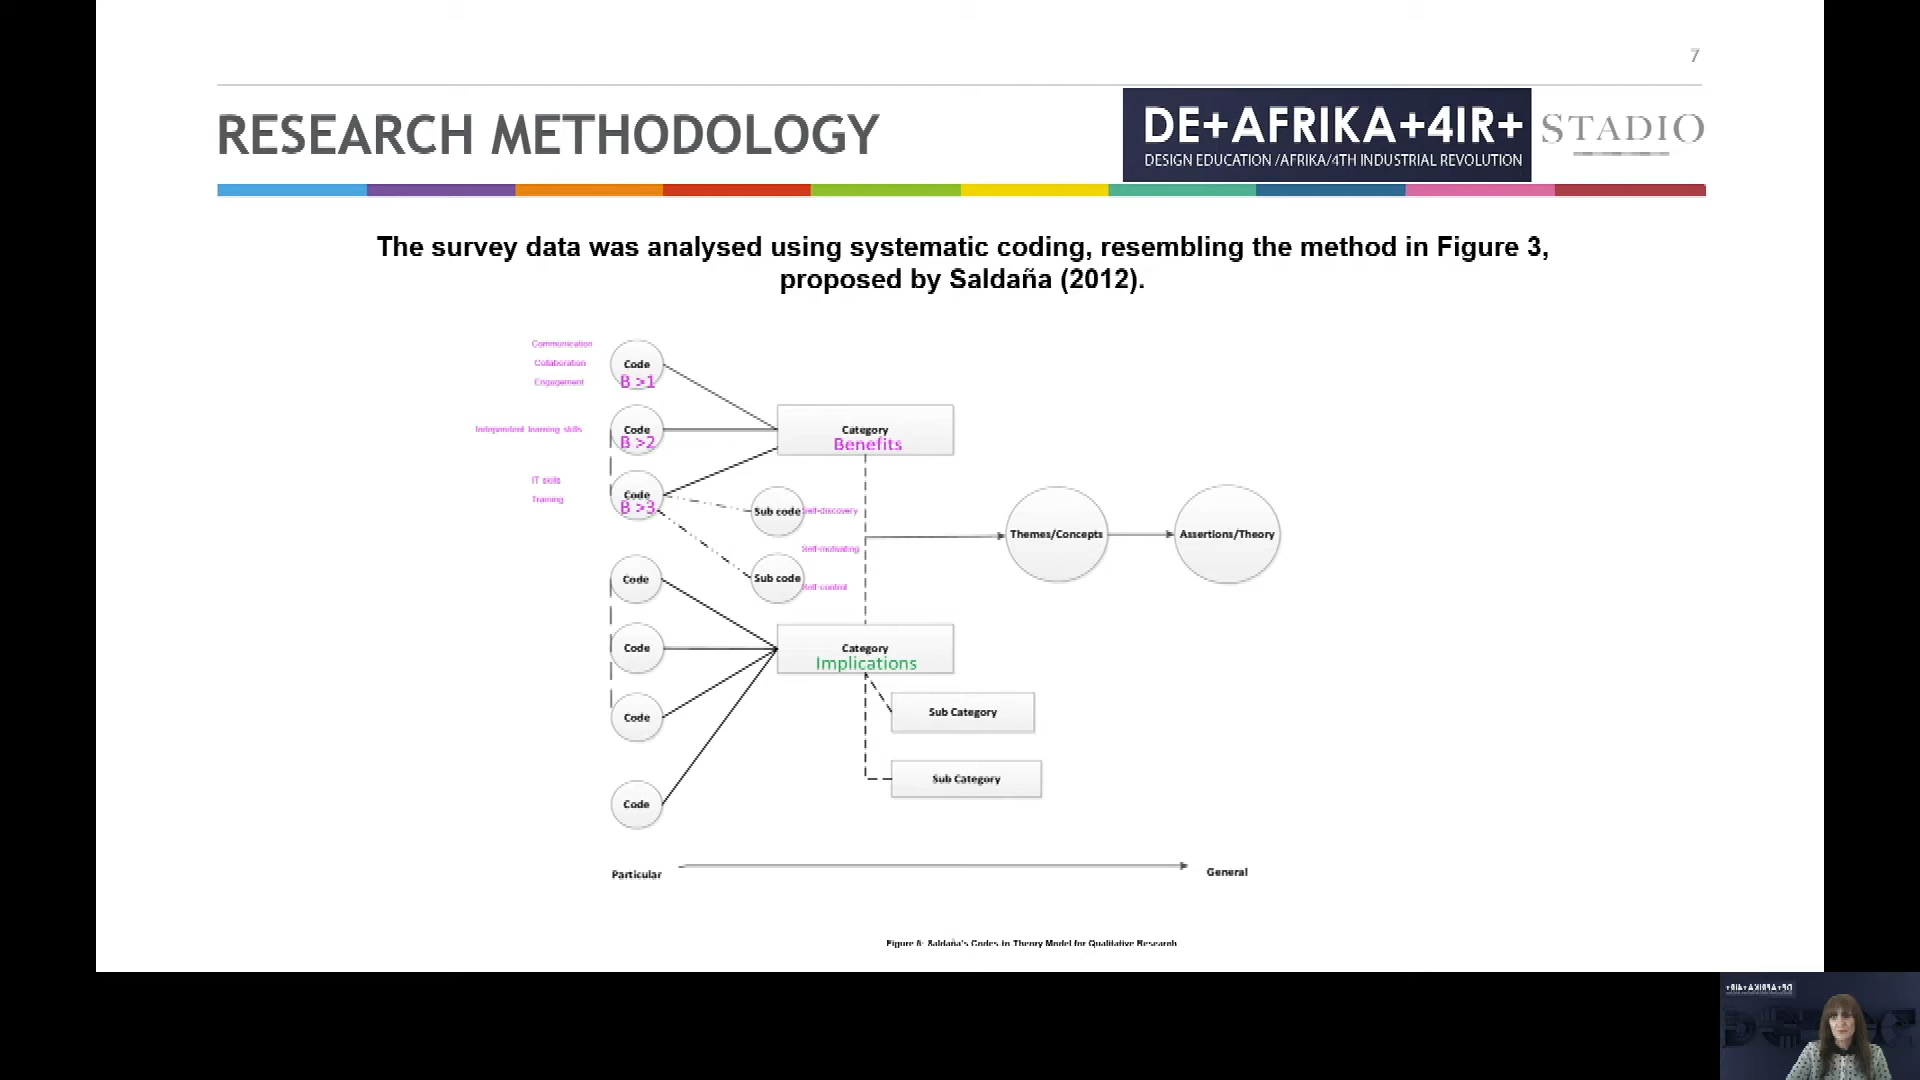 7
RESEARCH METHODOLOGY
DE+AFRIKA+4IR+
DESIGN EDUCATION /AFRIKA/4TH INDUSTRIAL REVOLUTION
STADIO
The survey data was analysed using systematic coding, resembling the method in Figure 3,
proposed by Saldaña (2012).
Communication
Collaboration
Engagement
Code
B >1
Independent learning skills
Code
B >2
Category
Benefits
IT skills
Training
Code
B >3
Sub code
Self-discovery
Self-motivating
Sub code
Self-control
Themes/Concepts
Assertions/Theory
Code
Code
Code
Code
Category
Implications
Sub Category
Sub Category
Particular
General
Figure 6: Saldaña's Codes-to-Theory Model for Qualitative Research